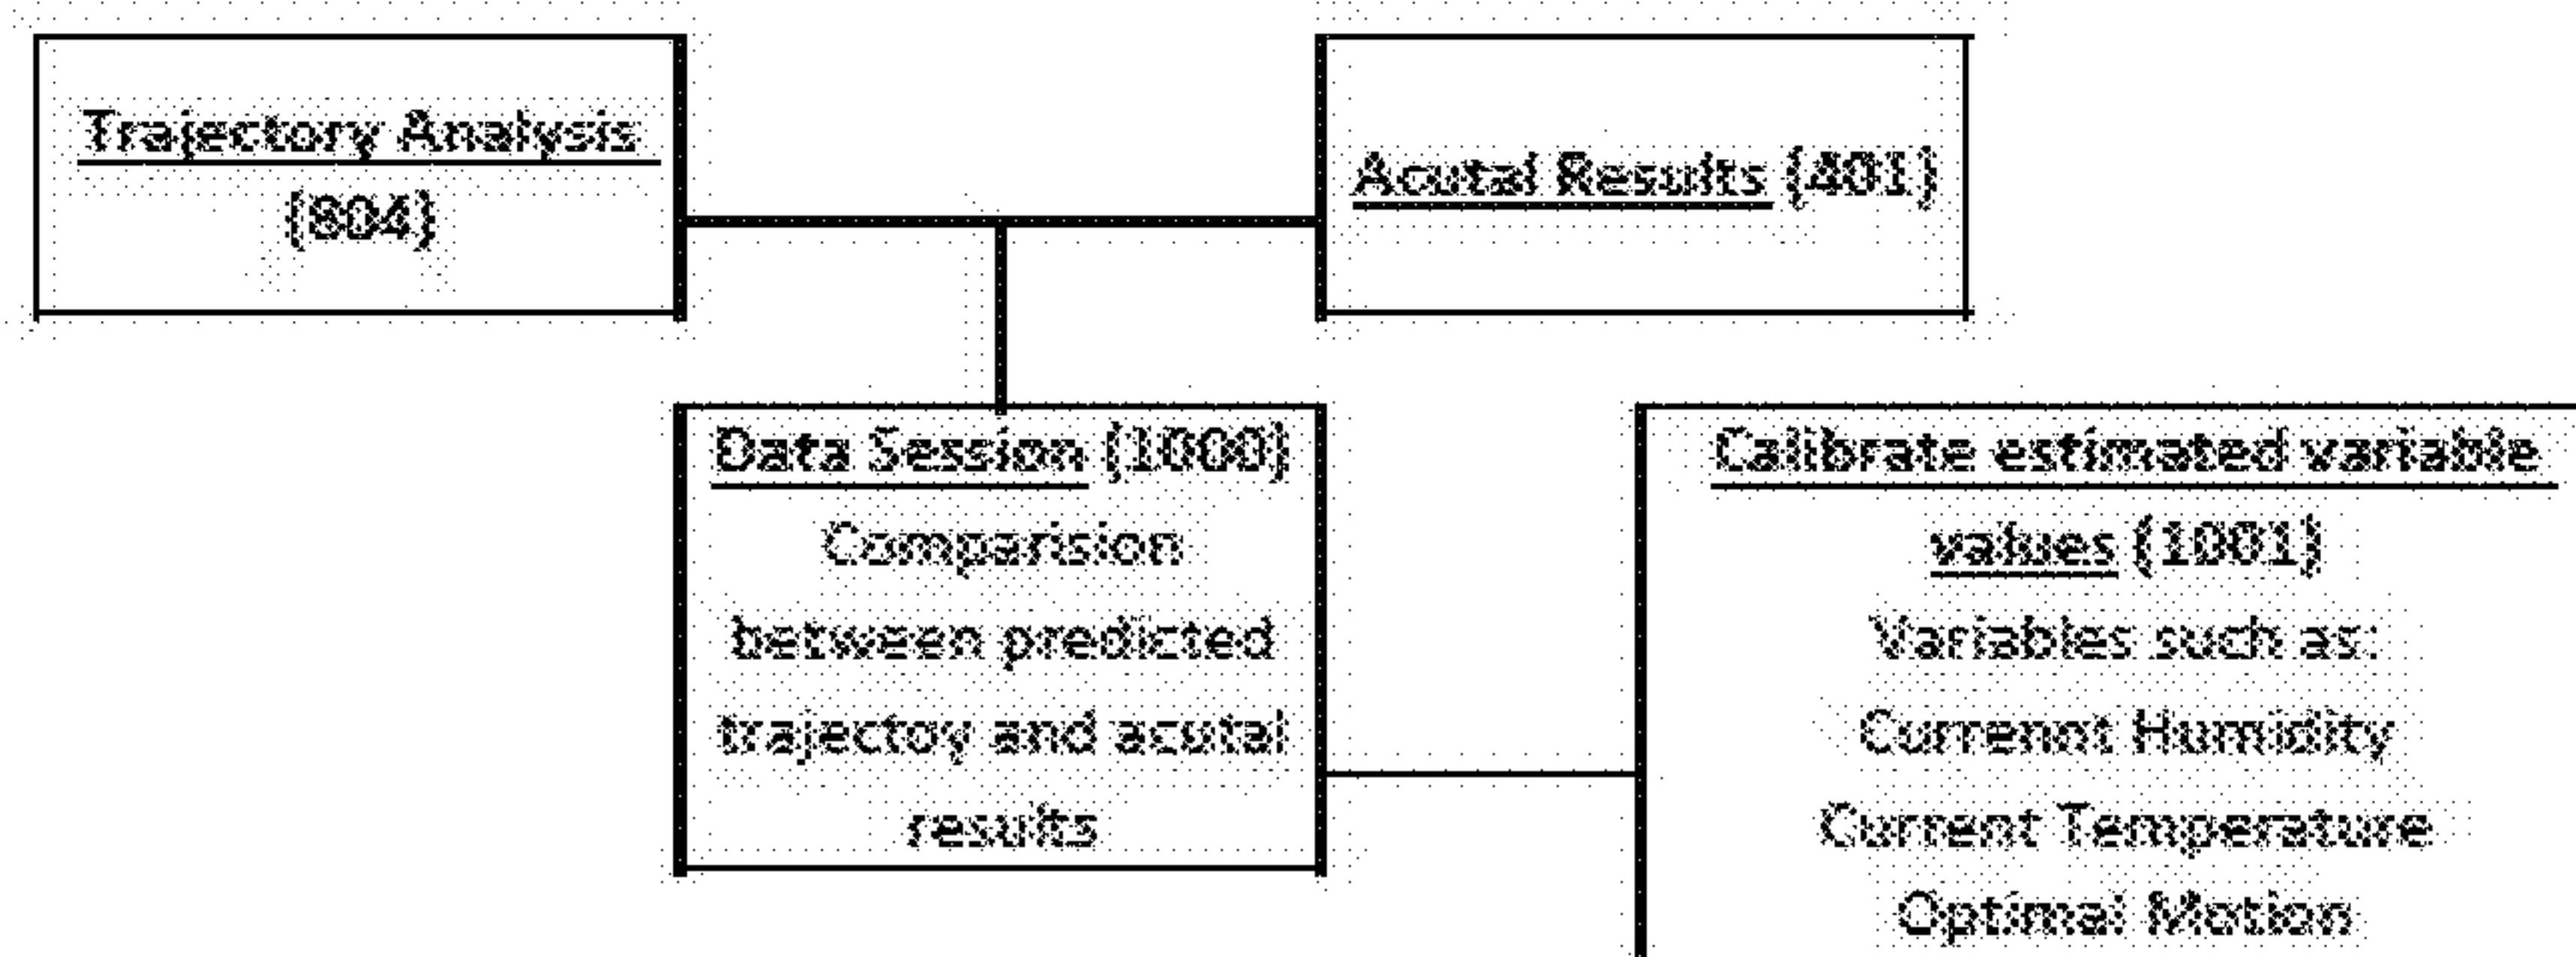 Trajectory Analysis
(804)
Acutal Results (401)
Data Session (1000)
Comparision
between predicted
trajectoy and acutal
results
Calibrate estimated variable
values (1001)
Variables such as:
Currennt Humidity
Current Temperature
Optimal Motion